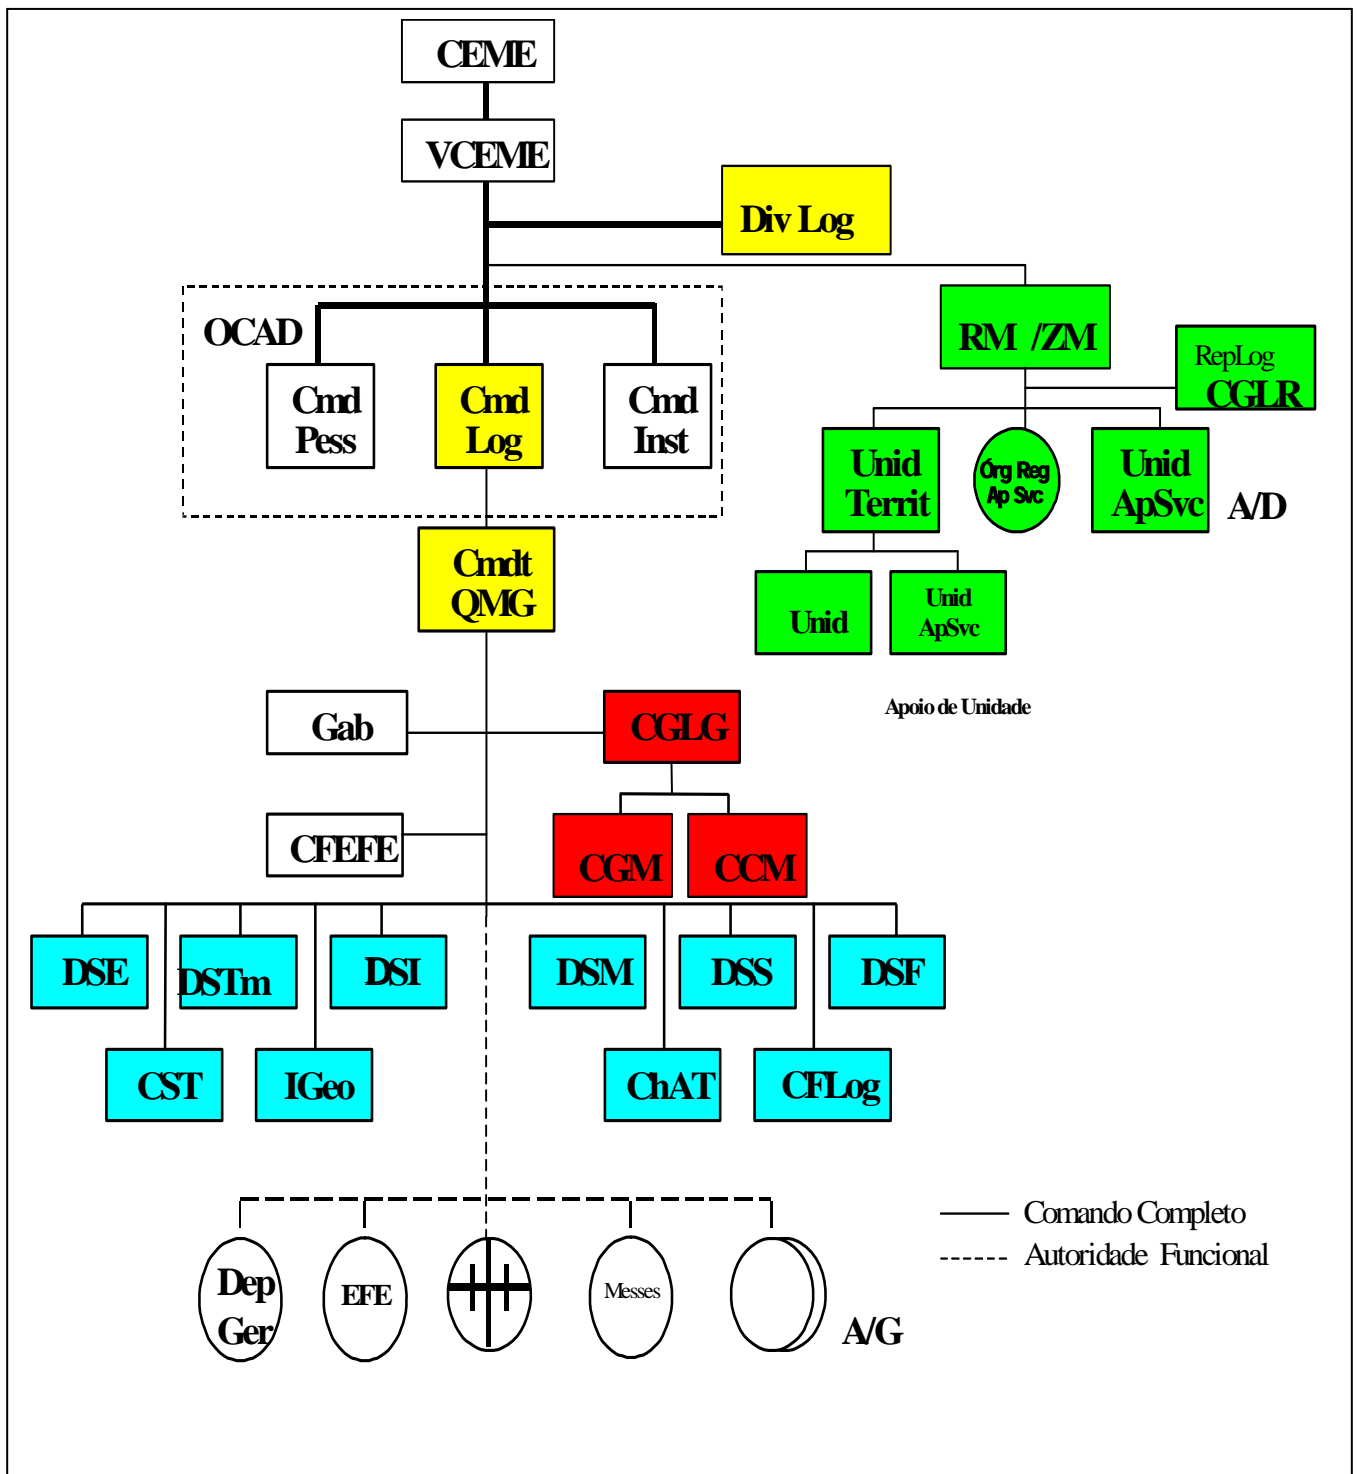 CEME
VCEME
Div Log
OCAD
RM /ZM
RepLog
CGLR
Cmd
Pess
Cmd
Log
Cmd
Inst
Unid
Territ
Órg Reg
Ap Svc
Unid
ApSvc
A/D
Cmdt
QMG
Unid
Unid
ApSvc
Apoio de Unidade
Gab
CGLG
CFEFE
CGM
CCM
DSE
DSTm
DSI
DSM
DSS
DSF
CST
IGeo
ChAT
CFLog
Comando Completo
Autoridade Funcional
Dep
Ger
EFE
Messes
A/G